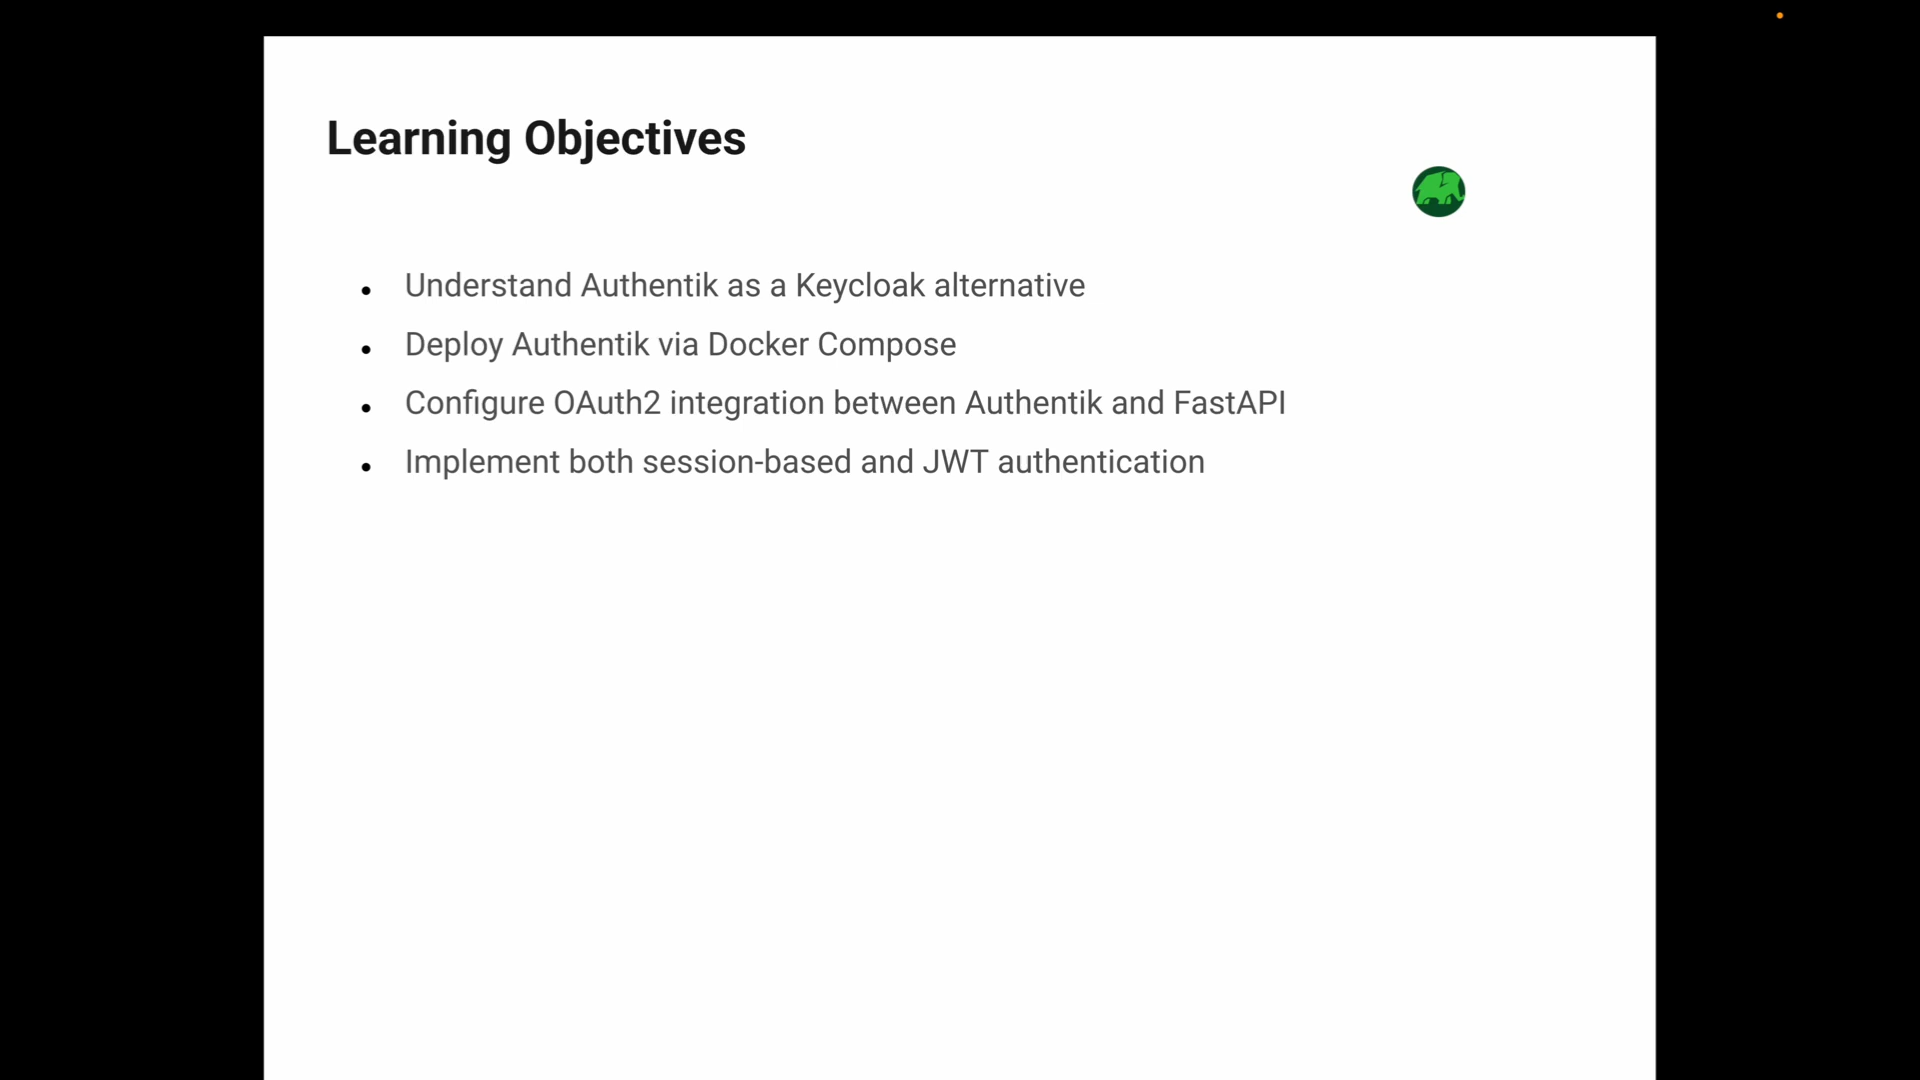 Learning Objectives
Understand Authentik as a Keycloak alternative
Deploy Authentik via Docker Compose
Configure OAuth2 integration between Authentik and FastAPI
Implement both session-based and JWT authentication